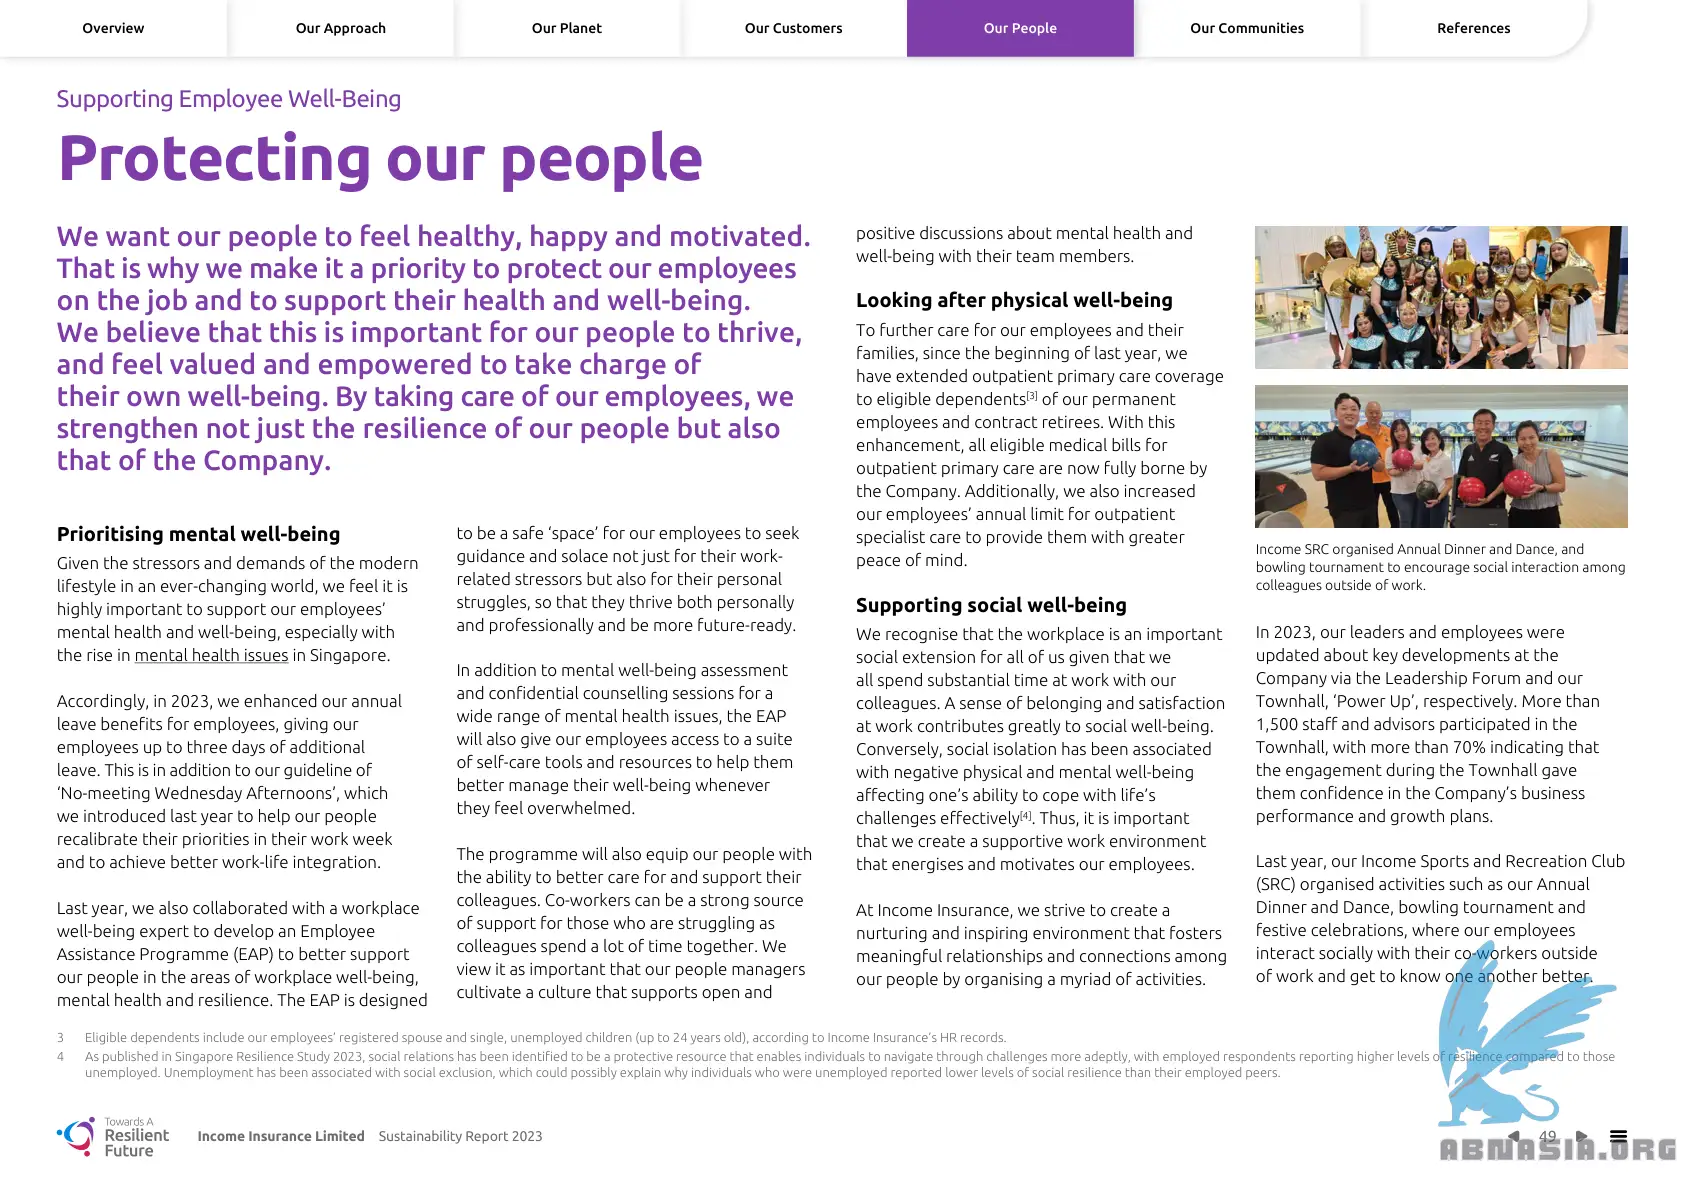 Overview
Our Approach
Our Planet
Our Customers
Our People
Our Communities
References
Supporting Employee Well-Being
Protecting our people
We want our people to feel healthy, happy and motivated.
That is why we make it a priority to protect our employees
on the job and to support their health and well-being.
We believe that this is important for our people to thrive,
and feel valued and empowered to take charge of
their own well-being. By taking care of our employees, we
strengthen not just the resilience of our people but also
that of the Company.
Prioritising mental well-being
Given the stressors and demands of the modern
lifestyle in an ever-changing world, we feel it is
highly important to support our employees’
mental health and well-being, especially with
the rise in mental health issues in Singapore.
Accordingly, in 2023, we enhanced our annual
leave benefits for employees, giving our
employees up to three days of additional
leave. This is in addition to our guideline of
‘No-meeting Wednesday Afternoons’, which
we introduced last year to help our people
recalibrate their priorities in their work week
and to achieve better work-life integration.
Last year, we also collaborated with a workplace
well-being expert to develop an Employee
Assistance Programme (EAP) to better support
our people in the areas of workplace well-being,
mental health and resilience. The EAP is designed
to be a safe ‘space’ for our employees to seek
guidance and solace not just for their work-
related stressors but also for their personal
struggles, so that they thrive both personally
and professionally and be more future-ready.
In addition to mental well-being assessment
and confidential counselling sessions for a
wide range of mental health issues, the EAP
will also give our employees access to a suite
of self-care tools and resources to help them
better manage their well-being whenever
they feel overwhelmed.
The programme will also equip our people with
the ability to better care for and support their
colleagues. Co-workers can be a strong source
of support for those who are struggling as
colleagues spend a lot of time together. We
view it as important that our people managers
cultivate a culture that supports open and
positive discussions about mental health and
well-being with their team members.
Looking after physical well-being
To further care for our employees and their
families, since the beginning of last year, we
have extended outpatient primary care coverage
to eligible dependents[3] of our permanent
employees and contract retirees. With this
enhancement, all eligible medical bills for
outpatient primary care are now fully borne by
the Company. Additionally, we also increased
our employees’ annual limit for outpatient
specialist care to provide them with greater
peace of mind.
Supporting social well-being
We recognise that the workplace is an important
social extension for all of us given that we
all spend substantial time at work with our
colleagues. A sense of belonging and satisfaction
at work contributes greatly to social well-being.
Conversely, social isolation has been associated
with negative physical and mental well-being
affecting one’s ability to cope with life’s
challenges effectively[4]. Thus, it is important
that we create a supportive work environment
that energises and motivates our employees.
At Income Insurance, we strive to create a
nurturing and inspiring environment that fosters
meaningful relationships and connections among
our people by organising a myriad of activities.
Income SRC organised Annual Dinner and Dance, and
bowling tournament to encourage social interaction among
colleagues outside of work.
In 2023, our leaders and employees were
updated about key developments at the
Company via the Leadership Forum and our
Townhall, ‘Power Up’, respectively. More than
1,500 staff and advisors participated in the
Townhall, with more than 70% indicating that
the engagement during the Townhall gave
them confidence in the Company’s business
performance and growth plans.
Last year, our Income Sports and Recreation Club
(SRC) organised activities such as our Annual
Dinner and Dance, bowling tournament and
festive celebrations, where our employees
interact socially with their co-workers outside
of work and get to know one another better.
3 Eligible dependents include our employees’ registered spouse and single, unemployed children (up to 24 years old), according to Income Insurance’s HR records.
4 As published in Singapore Resilience Study 2023, social relations has been identified to be a protective resource that enables individuals to navigate through challenges more adeptly, with employed respondents reporting higher levels of resilience compared to those
unemployed. Unemployment has been associated with social exclusion, which could possibly explain why individuals who were unemployed reported lower levels of social resilience than their employed peers.
Towards A
Resilient
Future
Income Insurance Limited Sustainability Report 2023
49
ABNASIA.ORG